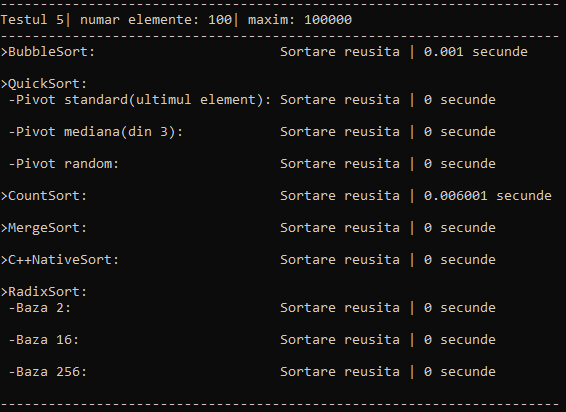 ----------------------------------------------------------------------
Testul 5| numar elemente: 100| maxim: 100000
----------------------------------------------------------------------
>BubbleSort:                       Sortare reusita | 0.001 secunde
>QuickSort:
 -Pivot standard(ultimul element): Sortare reusita | 0 secunde
 -Pivot mediana(din 3):            Sortare reusita | 0 secunde
 -Pivot random:                    Sortare reusita | 0 secunde
>CountSort:                        Sortare reusita | 0.006001 secunde
>MergeSort:                        Sortare reusita | 0 secunde
>C++NativeSort:                    Sortare reusita | 0 secunde
>RadixSort:
 -Baza 2:                          Sortare reusita | 0 secunde
 -Baza 16:                         Sortare reusita | 0 secunde
 -Baza 256:                        Sortare reusita | 0 secunde
----------------------------------------------------------------------